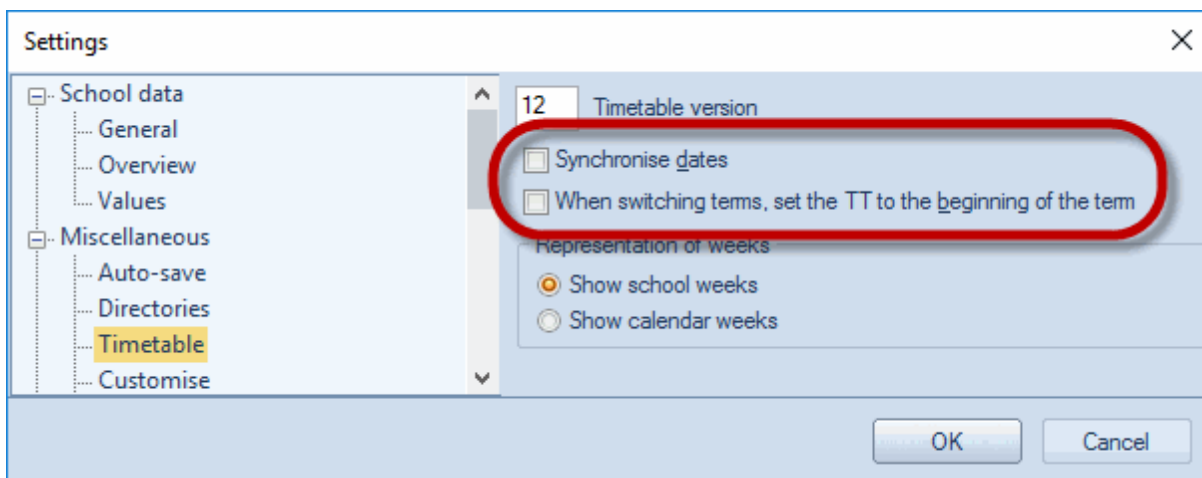 Settings
School data
General
Overview
Values
Miscellaneous
Auto-save
Directories
Timetable
Customise
12 Timetable version
Synchronise dates
When switching terms, set the TT to the beginning of the term
Representation of weeks
Show school weeks
Show calendar weeks
OK
Cancel